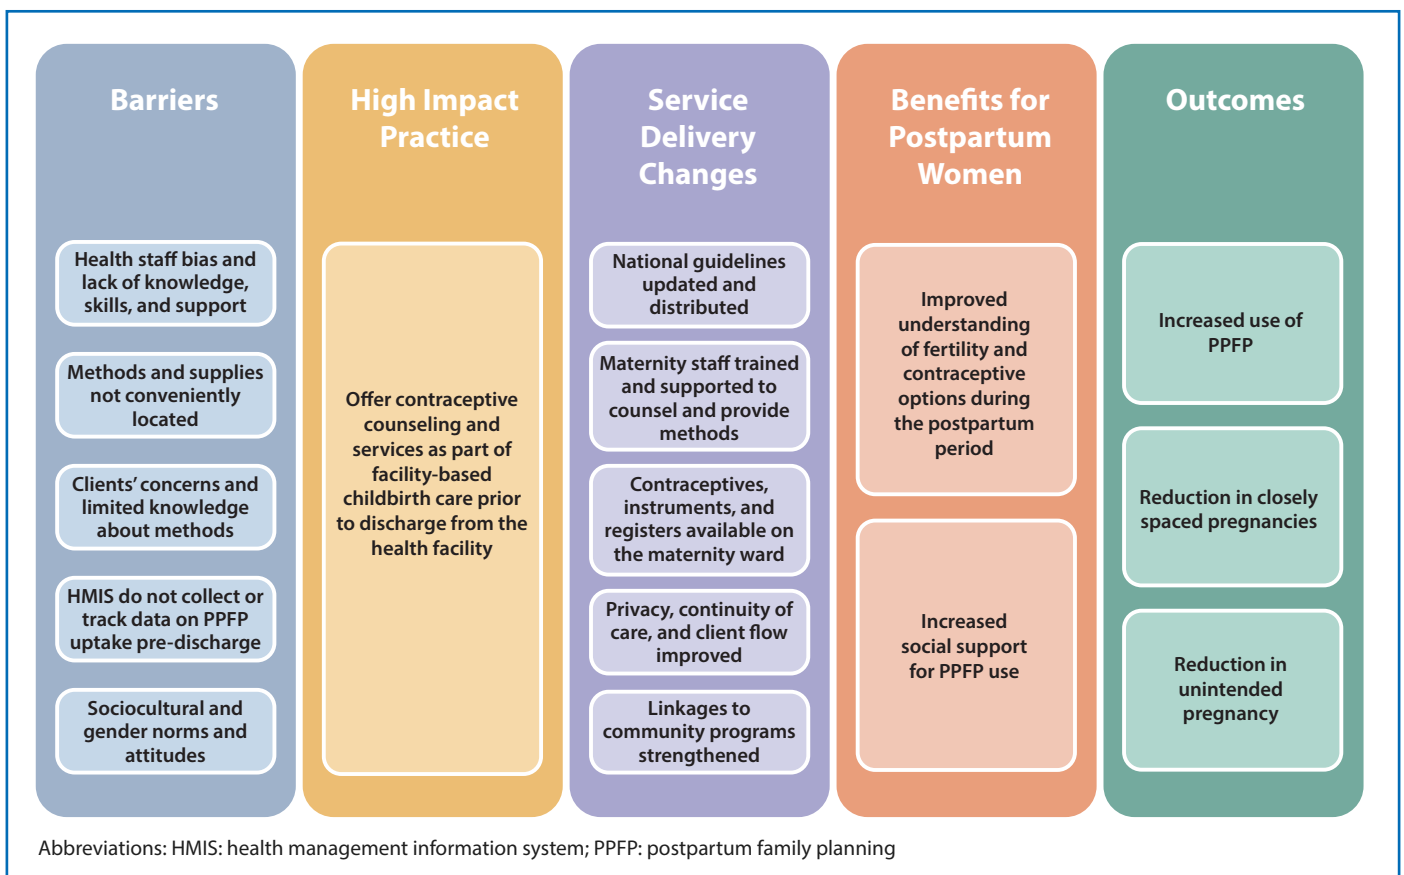 Barriers
Health staff bias and
lack of knowledge,
skills, and support
Methods and supplies
not conveniently
located
Clients’ concerns and
limited knowledge
about methods
HMIS do not collect or
track data on PPFP
uptake pre-discharge
Sociocultural and
gender norms and
attitudes
High Impact
Practice
Offer contraceptive
counseling and
services as part of
facility-based
childbirth care prior
to discharge from the
health facility
Service
Delivery
Changes
National guidelines
updated and
distributed
Maternity staff trained
and supported to
counsel and provide
methods
Contraceptives,
instruments, and
registers available on
the maternity ward
Privacy, continuity of
care, and client flow
improved
Linkages to
community programs
strengthened
Benefits for
Postpartum
Women
Improved
understanding
of fertility and
contraceptive
options during
the postpartum
period
Increased
social support
for PPFP use
Outcomes
Increased use of
PPFP
Reduction in closely
spaced pregnancies
Reduction in
unintended
pregnancy
Abbreviations: HMIS: health management information system; PPFP: postpartum family planning